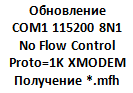 Обновление
COM1 115200 8N1
No Flow Control
Proto=1K XMODEM
Получение *.mfh